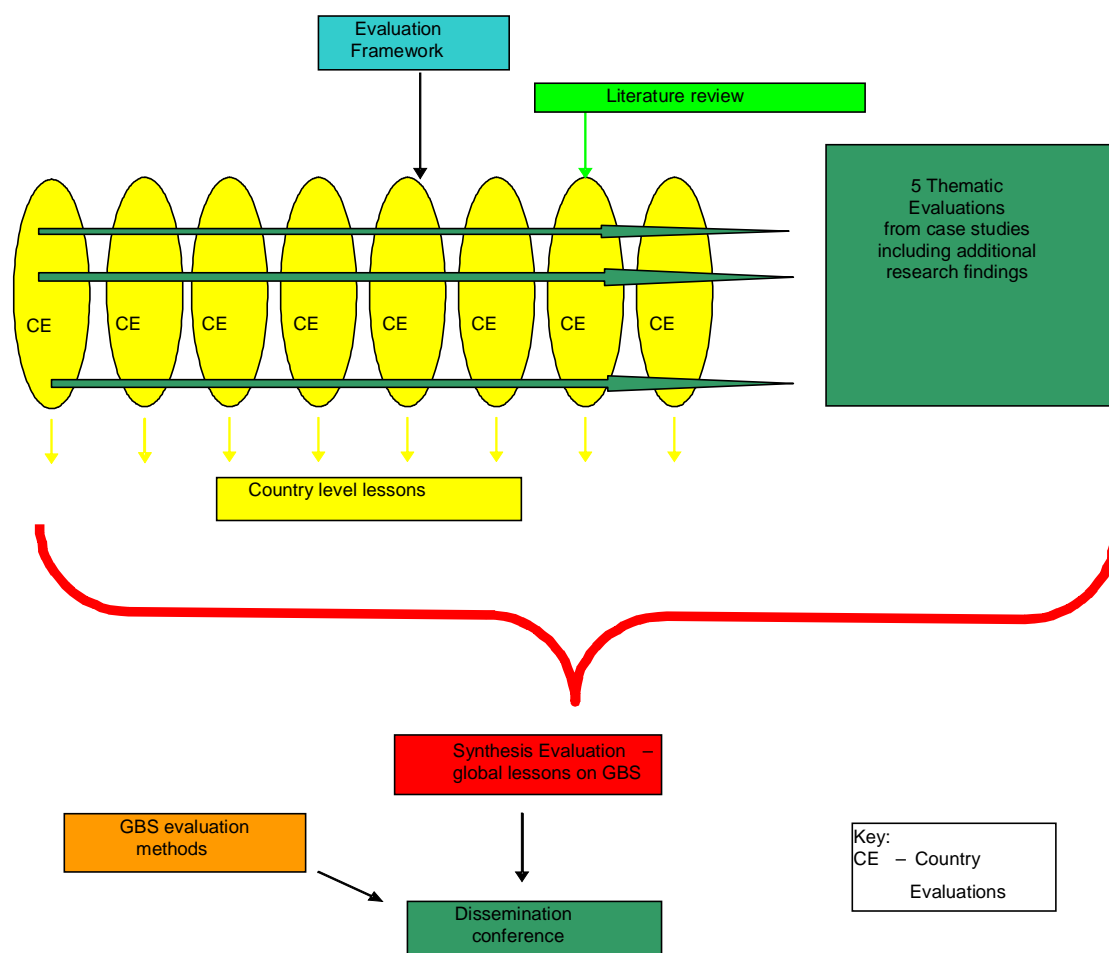 Evaluation
Framework
Literature review
5 Thematic
Evaluations
from case studies
including additional
research findings
CE
CE
CE
CE
CE
CE
CE
CE
Country level lessons
Synthesis Evaluation –
global lessons on GBS
GBS evaluation
methods
Key:
CE – Country
Evaluations
Dissemination
conference